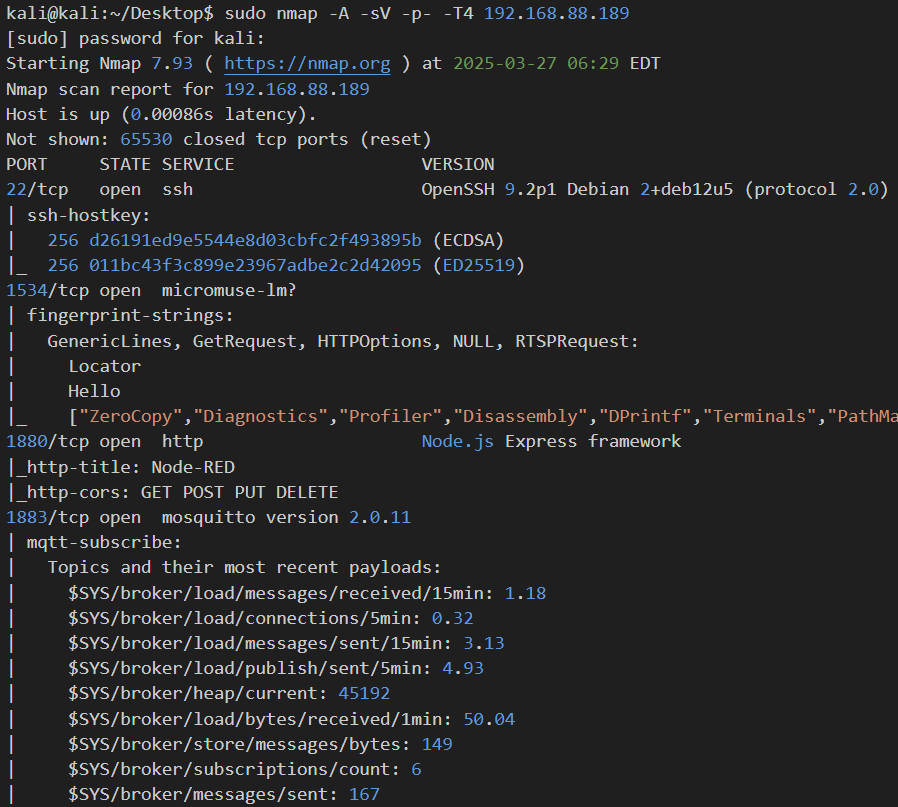 kali@kali:~/Desktop$ sudo nmap -A -sV -p- -T4 192.168.88.189
[sudo] password for kali:
Starting Nmap 7.93 ( https://nmap.org ) at 2025-03-27 06:29 EDT
Nmap scan report for 192.168.88.189
Host is up (0.00086s latency).
Not shown: 65530 closed tcp ports (reset)
PORT     STATE SERVICE                  VERSION
22/tcp   open  ssh                      OpenSSH 9.2p1 Debian 2+deb12u5 (protocol 2.0)
| ssh-hostkey:
|   256 d26191ed9e5544e8d03cbfc2f493895b (ECDSA)
|_  256 011bc43f3c899e23967adbe2c2d42095 (ED25519)
1534/tcp open  micromuse-lm?
| fingerprint-strings:
|   GenericLines, GetRequest, HTTPOptions, NULL, RTSPRequest:
|     Locator
|     Hello
|_    ["ZeroCopy","Diagnostics","Profiler","Disassembly","DPrintf","Terminals","PathMa
1880/tcp open  http                     Node.js Express framework
|_http-title: Node-RED
|_http-cors: GET POST PUT DELETE
1883/tcp open  mosquitto version 2.0.11
| mqtt-subscribe:
|   Topics and their most recent payloads:
|     $SYS/broker/load/messages/received/15min: 1.18
|     $SYS/broker/load/connections/5min: 0.32
|     $SYS/broker/load/messages/sent/15min: 3.13
|     $SYS/broker/load/publish/sent/5min: 4.93
|     $SYS/broker/heap/current: 45192
|     $SYS/broker/load/bytes/received/1min: 50.04
|     $SYS/broker/store/messages/bytes: 149
|     $SYS/broker/subscriptions/count: 6
|     $SYS/broker/messages/sent: 167